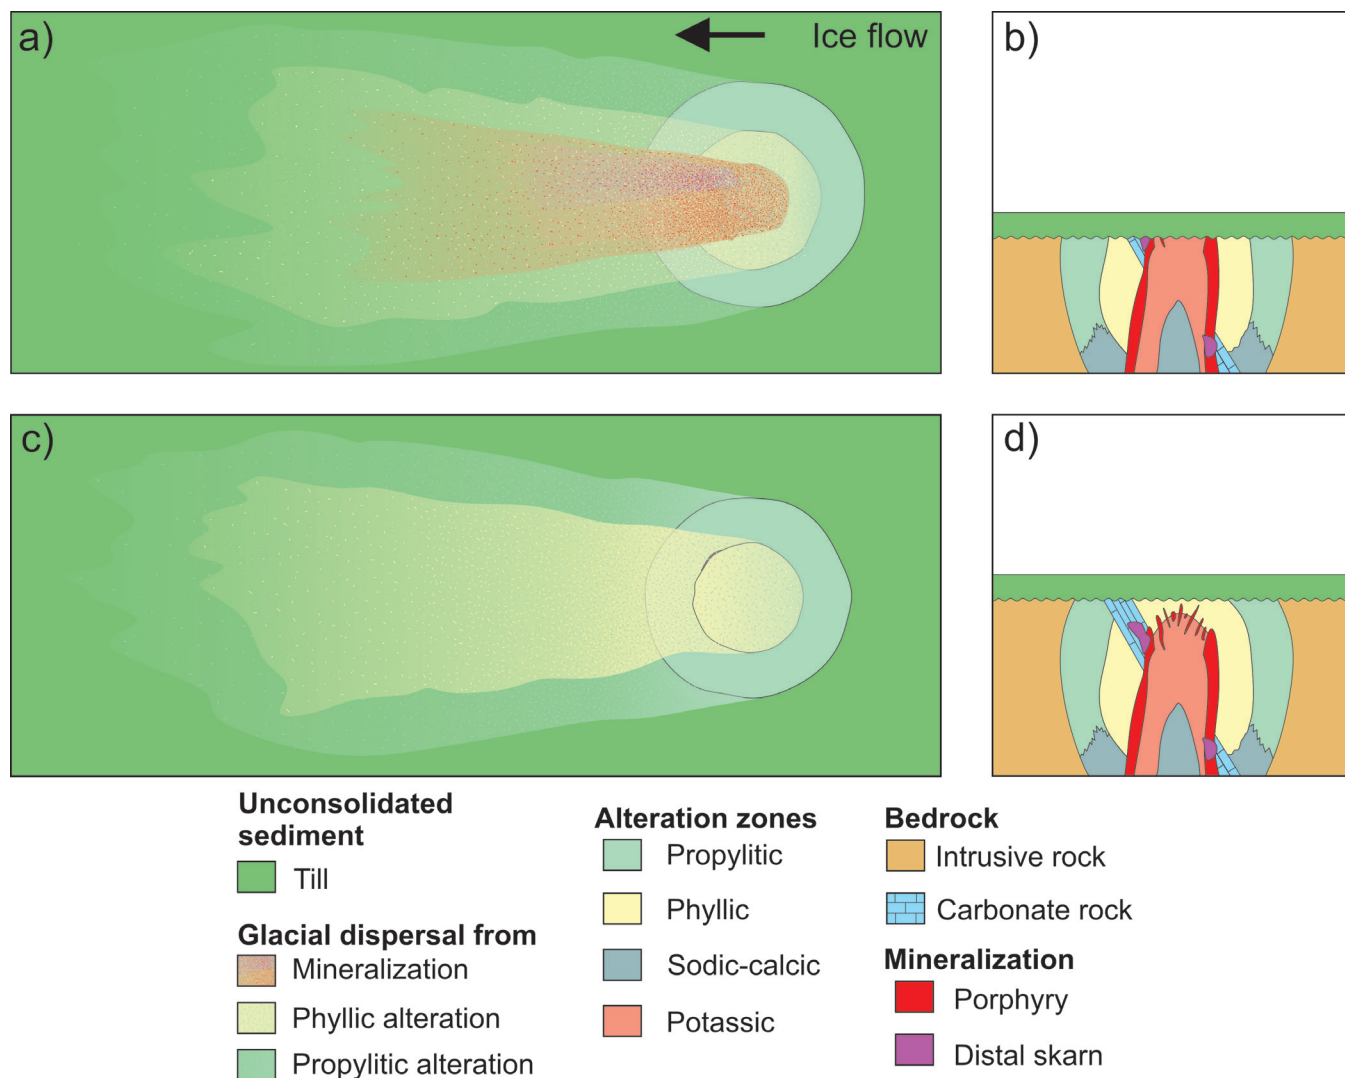 a)
Ice flow
b)
c)
d)
Unconsolidated
sediment
Till
Glacial dispersal from
Mineralization
Phyllic alteration
Propylitic alteration
Alteration zones
Propylitic
Phyllic
Sodic-calcic
Potassic
Bedrock
Intrusive rock
Carbonate rock
Mineralization
Porphyry
Distal skarn